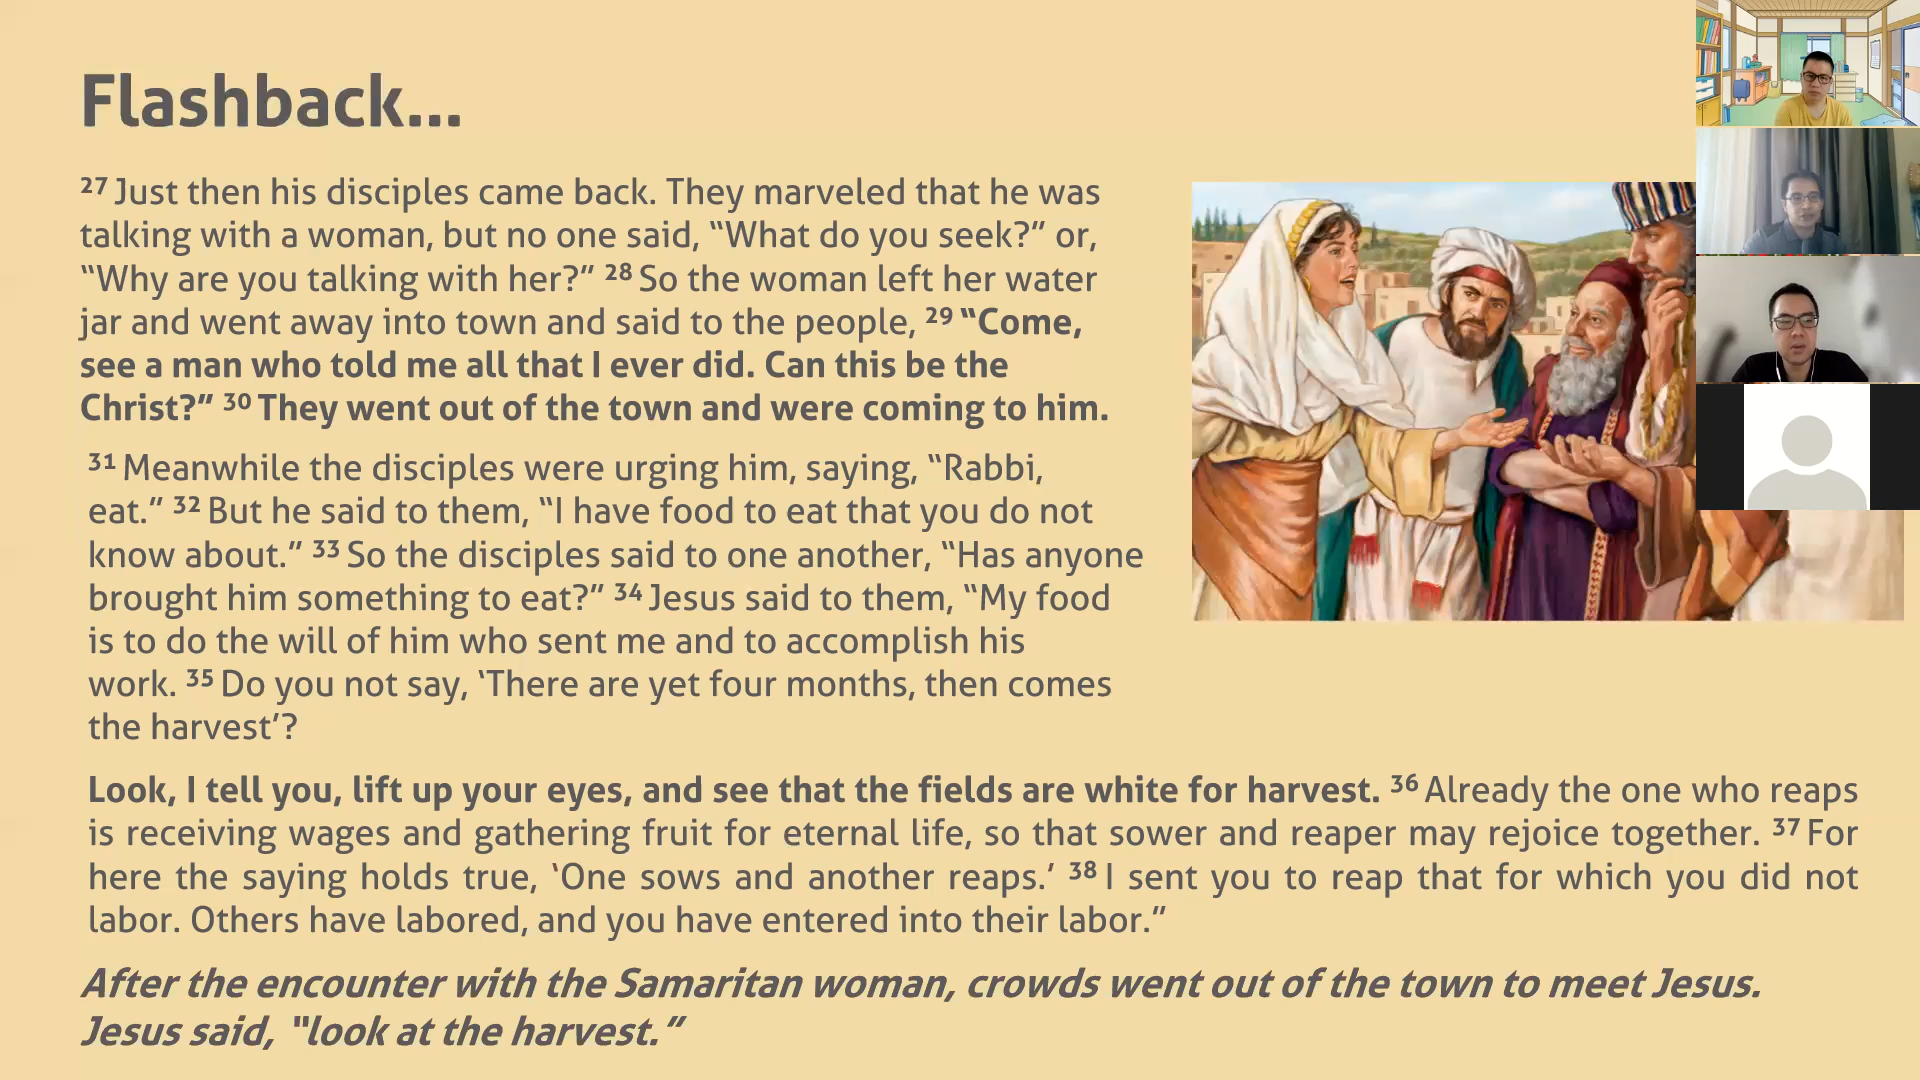 Flashback...
27 Just then his disciples came back. They marveled that he was
talking with a woman, but no one said, “What do you seek?” or,
“Why are you talking with her?” 28 So the woman left her water
jar and went away into town and said to the people, 29 “Come,
see a man who told me all that I ever did. Can this be the
Christ?” 30 They went out of the town and were coming to him.
31 Meanwhile the disciples were urging him, saying, “Rabbi,
eat.” 32 But he said to them, “I have food to eat that you do not
know about.” 33 So the disciples said to one another, “Has anyone
brought him something to eat?” 34 Jesus said to them, “My food
is to do the will of him who sent me and to accomplish his
work. 35 Do you not say, ‘There are yet four months, then comes
the harvest’?
Look, I tell you, lift up your eyes, and see that the fields are white for harvest. 36 Already the one who reaps
is receiving wages and gathering fruit for eternal life, so that sower and reaper may rejoice together. 37 For
here the saying holds true, ‘One sows and another reaps.’ 38 I sent you to reap that for which you did not
labor. Others have labored, and you have entered into their labor.”
After the encounter with the Samaritan woman, crowds went out of the town to meet Jesus.
Jesus said, "look at the harvest.”